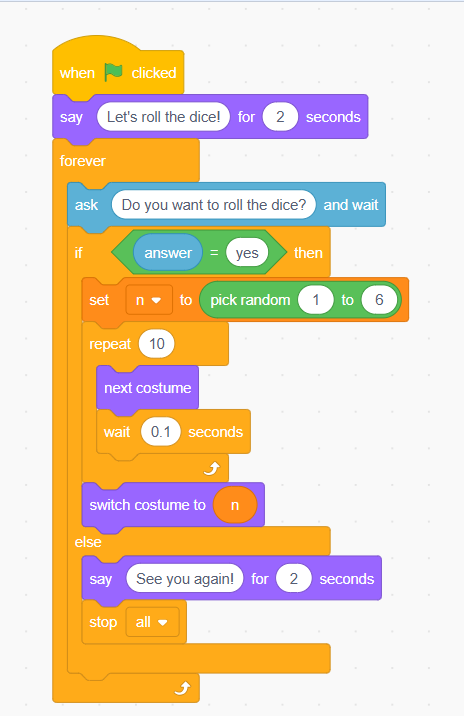 when clicked
say Let's roll the dice! for 2 seconds
forever
ask Do you want to roll the dice? and wait
if answer = yes then
set n to pick random 1 to 6
repeat 10
next costume
wait 0.1 seconds
switch costume to n
else
say See you again! for 2 seconds
stop all